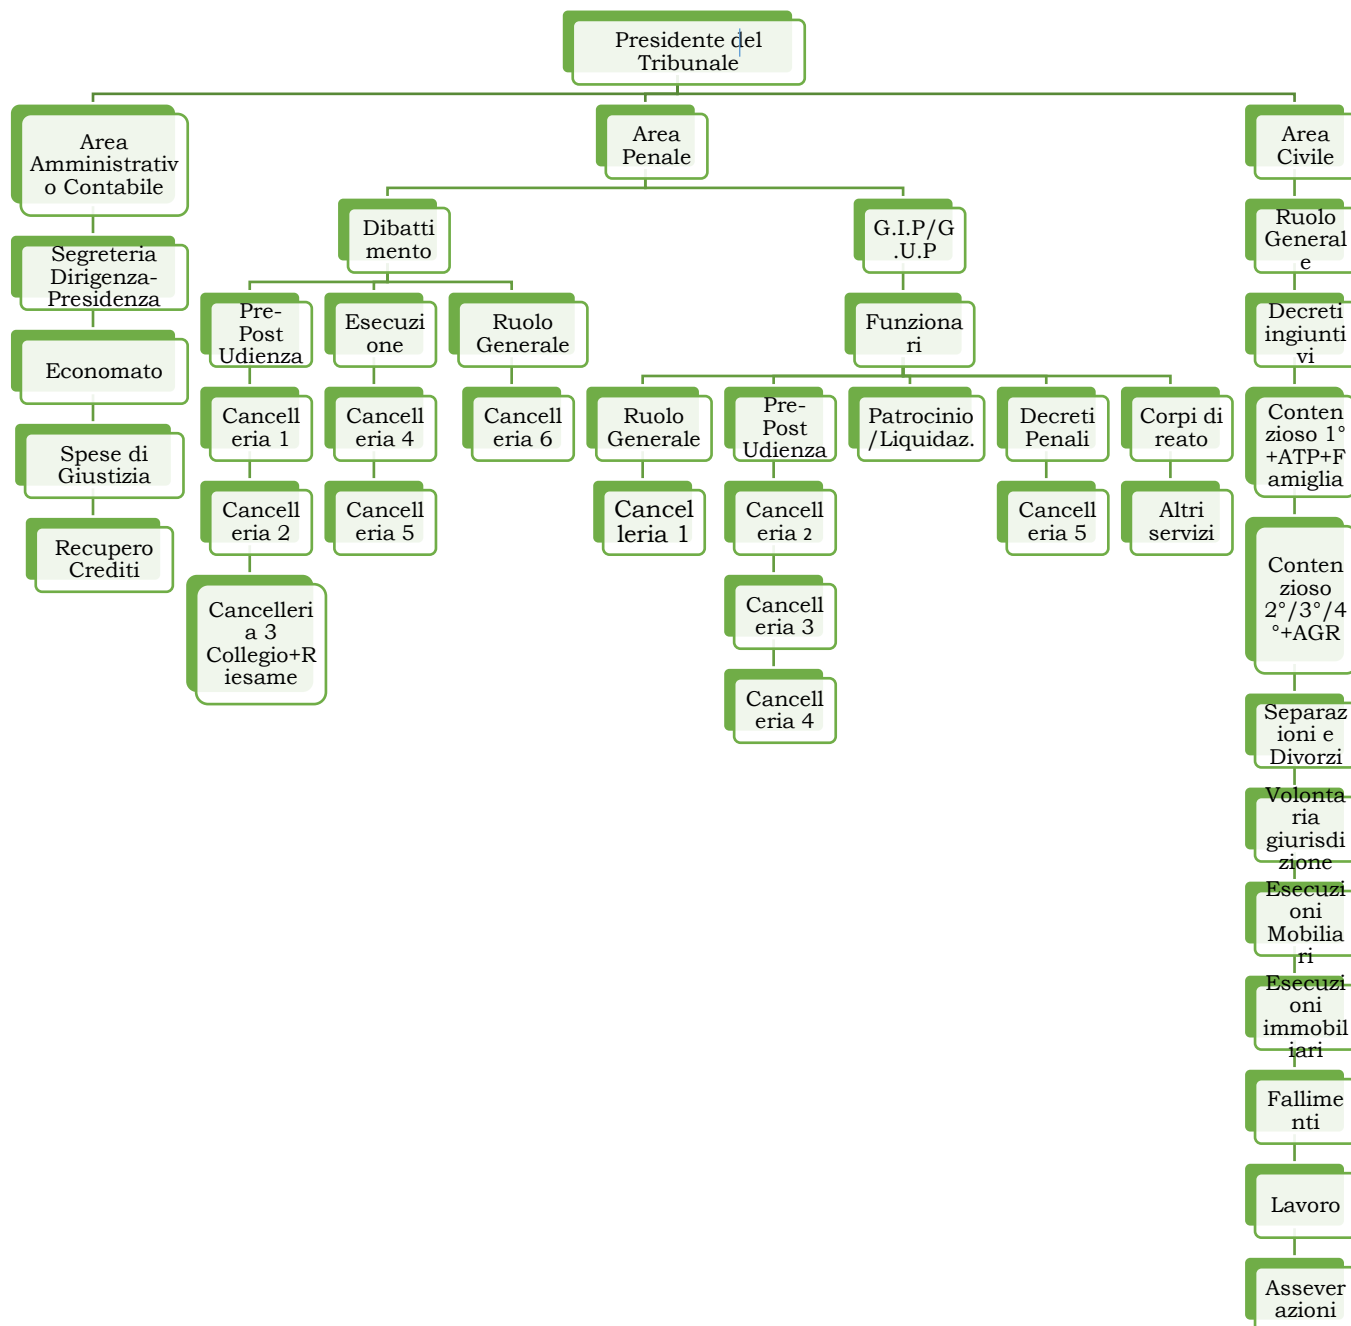 Presidente del
Tribunale
Area
Amministrativ
o Contabile
Segreteria
Dirigenza-
Presidenza
Economato
Spese di
Giustizia
Recupero
Crediti
Area
Penale
Dibatti
mento
Pre-
Post
Udienza
Cancell
eria 1
Cancell
eria 2
Cancelleri
a 3
Collegio+R
iesame
Esecuzi
one
Cancell
eria 4
Cancell
eria 5
Ruolo
Generale
Cancell
eria 6
G.I.P/G
.U.P
Funziona
ri
Ruolo
Generale
Cancel
leria 1
Pre-
Post
Udienza
Cancell
eria 2
Cancell
eria 3
Cancell
eria 4
Patrocinio
/Liquidaz.
Decreti
Penali
Cancell
eria 5
Corpi di
reato
Altri
servizi
Area
Civile
Ruolo
General
e
Decreti
ingiunti
vi
Conten
zioso 1°
+ATP+F
amiglia
Conten
zioso
2°/3°/4
°+AGR
Separaz
ioni e
Divorzi
Volonta
ria
giurisdi
zione
Esecuzi
oni
Mobilia
ri
Esecuzi
oni
immobil
iari
Fallime
nti
Lavoro
Assever
azioni